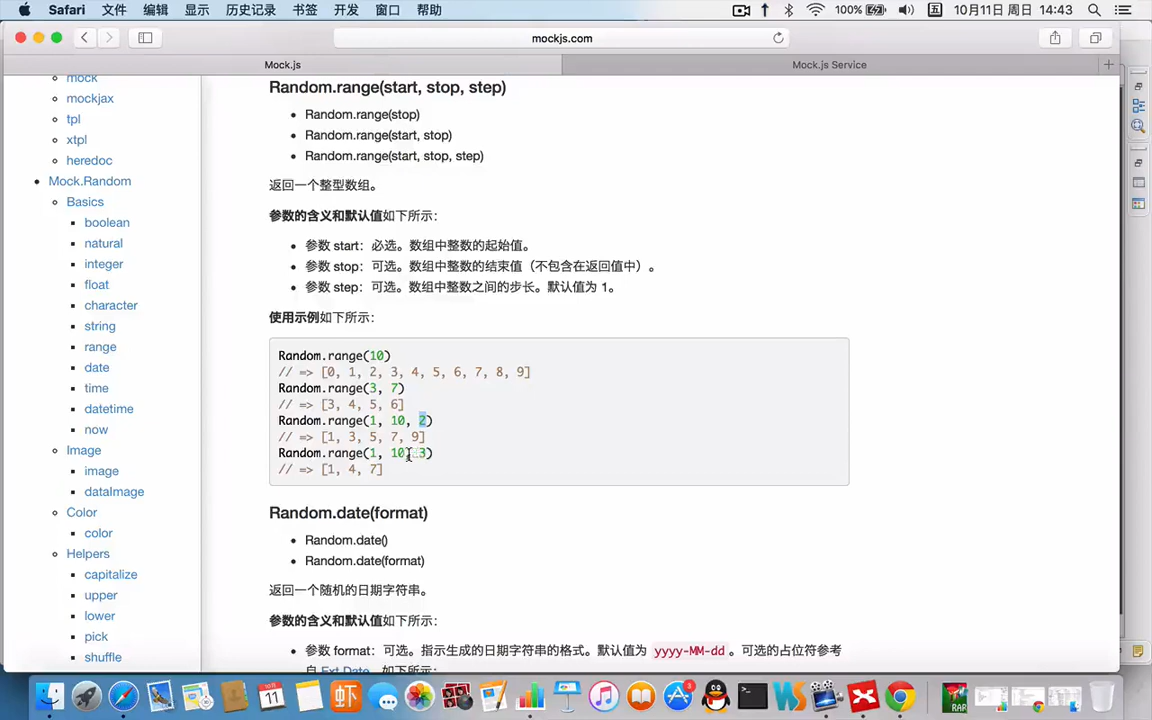 Safari 文件 编辑 显示 历史记录 书签 开发 窗口 帮助 100% 五 10月11日 周日 14:43
mockjs.com
Mock.js Mock.js Service
mock
mockjax
tpl
xtpl
heredoc
Mock.Random
Basics
boolean
natural
integer
float
character
string
range
date
time
datetime
now
Image
image
dataImage
Color
color
Helpers
capitalize
upper
lower
pick
shuffle
Random.range(start, stop, step)
Random.range(stop)
Random.range(start, stop)
Random.range(start, stop, step)
返回一个整型数组。
参数的含义和默认值如下所示：
参数 start：必选。数组中整数的起始值。
参数 stop：可选。数组中整数的结束值（不包含在返回值中）。
参数 step：可选。数组中整数之间的步长。默认值为 1。
使用示例如下所示：
Random.range(10)
// => [0, 1, 2, 3, 4, 5, 6, 7, 8, 9]
Random.range(3, 7)
// => [3, 4, 5, 6]
Random.range(1, 10, 2)
// => [1, 3, 5, 7, 9]
Random.range(1, 10, 3)
// => [1, 4, 7]
Random.date(format)
Random.date()
Random.date(format)
返回一个随机的日期字符串。
参数的含义和默认值如下所示：
参数 format：可选。指示生成的日期字符串的格式。默认值为 yyyy-MM-dd 。可选的占位符参考
自 Ext.Date，如下所示：
11
虾
RAR